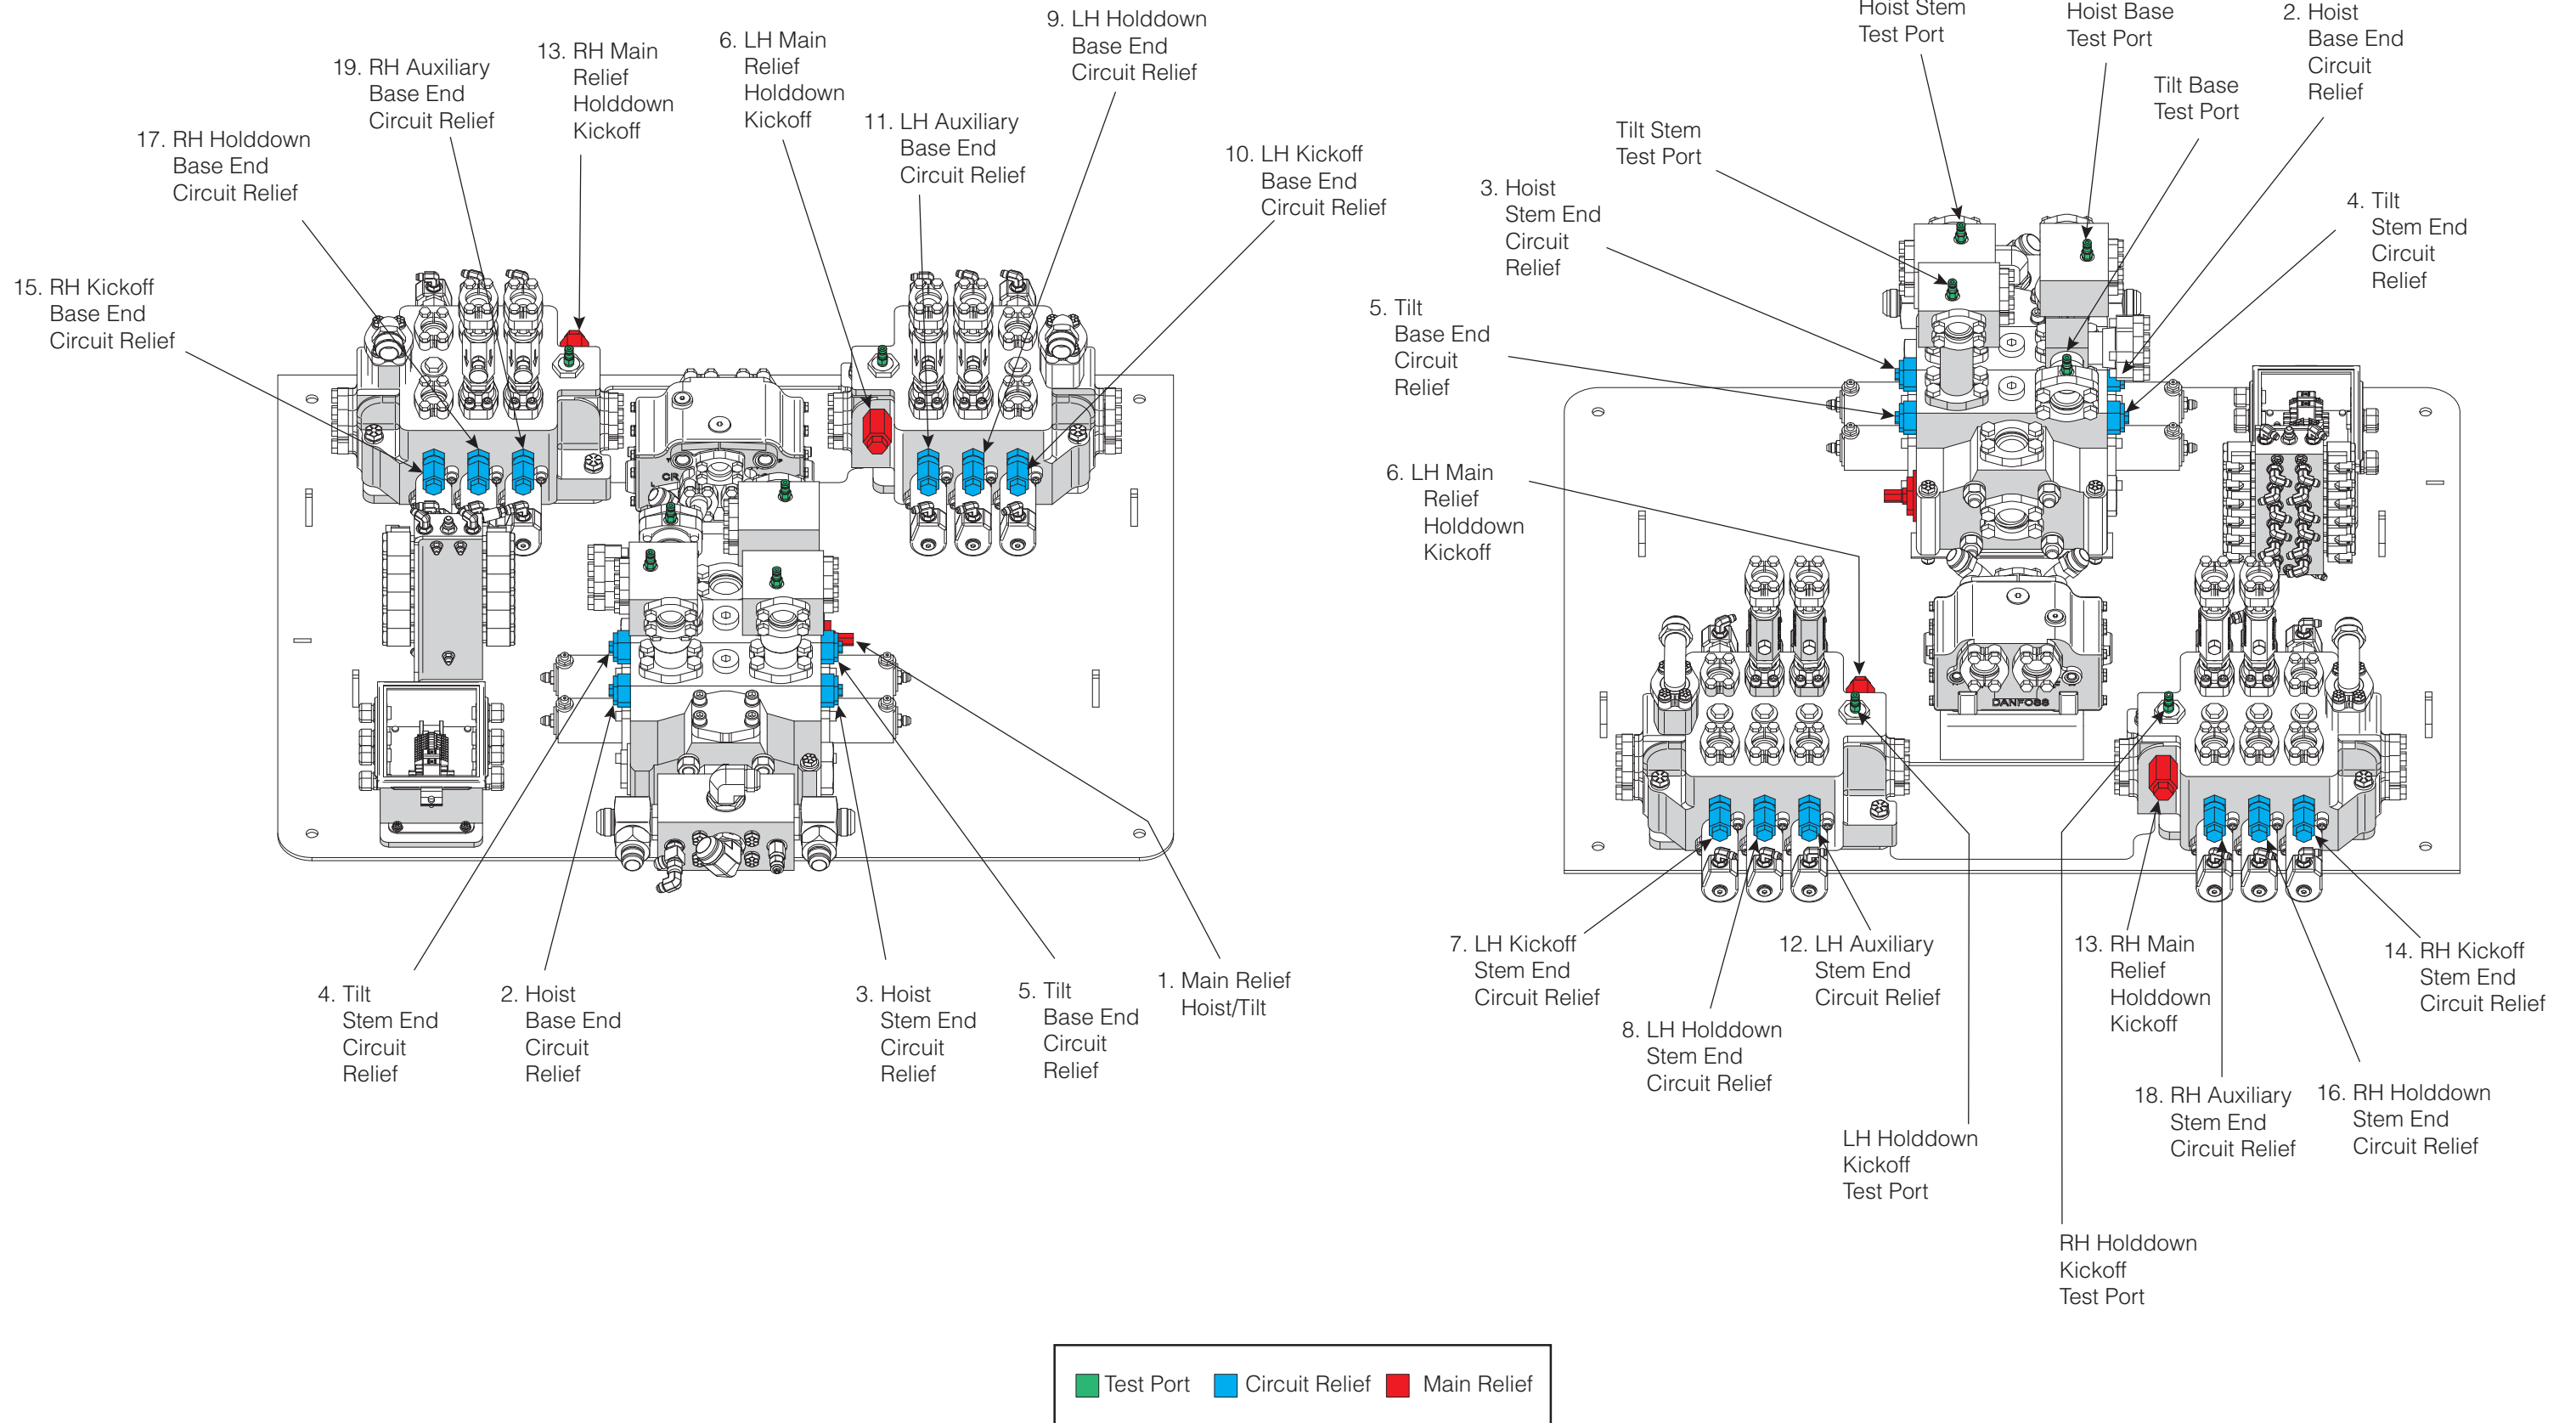 9. LH Holddown
Base End
Circuit Relief
6. LH Main
Relief
Holddown
Kickoff
13. RH Main
Relief
Holddown
Kickoff
19. RH Auxiliary
Base End
Circuit Relief
11. LH Auxiliary
Base End
Circuit Relief
17. RH Holddown
Base End
Circuit Relief
10. LH Kickoff
Base End
Circuit Relief
15. RH Kickoff
Base End
Circuit Relief
CR
4. Tilt
Stem End
Circuit
Relief
2. Hoist
Base End
Circuit
Relief
3. Hoist
Stem End
Circuit
Relief
5. Tilt
Base End
Circuit
Relief
1. Main Relief
Hoist/Tilt
Hoist Stem
Test Port
Hoist Base
Test Port
2. Hoist
Base End
Circuit
Relief
Tilt Base
Test Port
Tilt Stem
Test Port
3. Hoist
Stem End
Circuit
Relief
4. Tilt
Stem End
Circuit
Relief
5. Tilt
Base End
Circuit
Relief
6. LH Main
Relief
Holddown
Kickoff
DANFOSS
7. LH Kickoff
Stem End
Circuit Relief
12. LH Auxiliary
Stem End
Circuit Relief
13. RH Main
Relief
Holddown
Kickoff
14. RH Kickoff
Stem End
Circuit Relief
8. LH Holddown
Stem End
Circuit Relief
18. RH Auxiliary
Stem End
Circuit Relief
16. RH Holddown
Stem End
Circuit Relief
LH Holddown
Kickoff
Test Port
RH Holddown
Kickoff
Test Port
Test Port Circuit Relief Main Relief